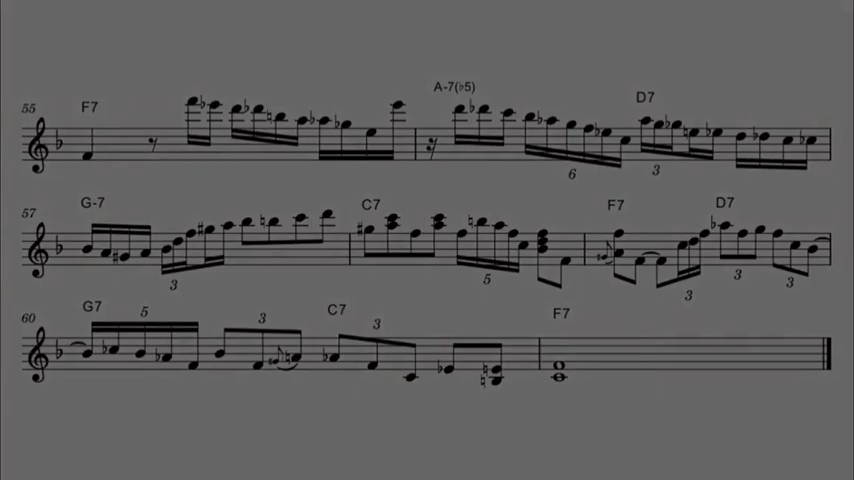 55 F7 A-7(♭5) D7
6 3
57 G-7 C7 F7 D7
3 5 3 3 3
60 G7 5 3 C7 3 F7